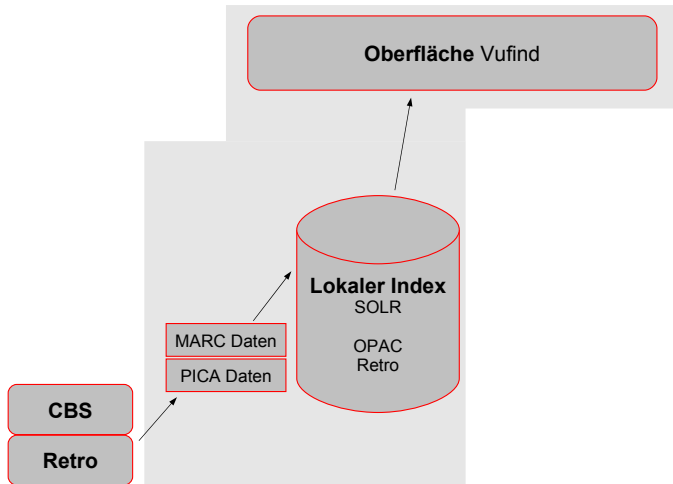 Oberfläche Vufind
Lokaler Index
SOLR
OPAC
Retro
MARC Daten
PICA Daten
CBS
Retro